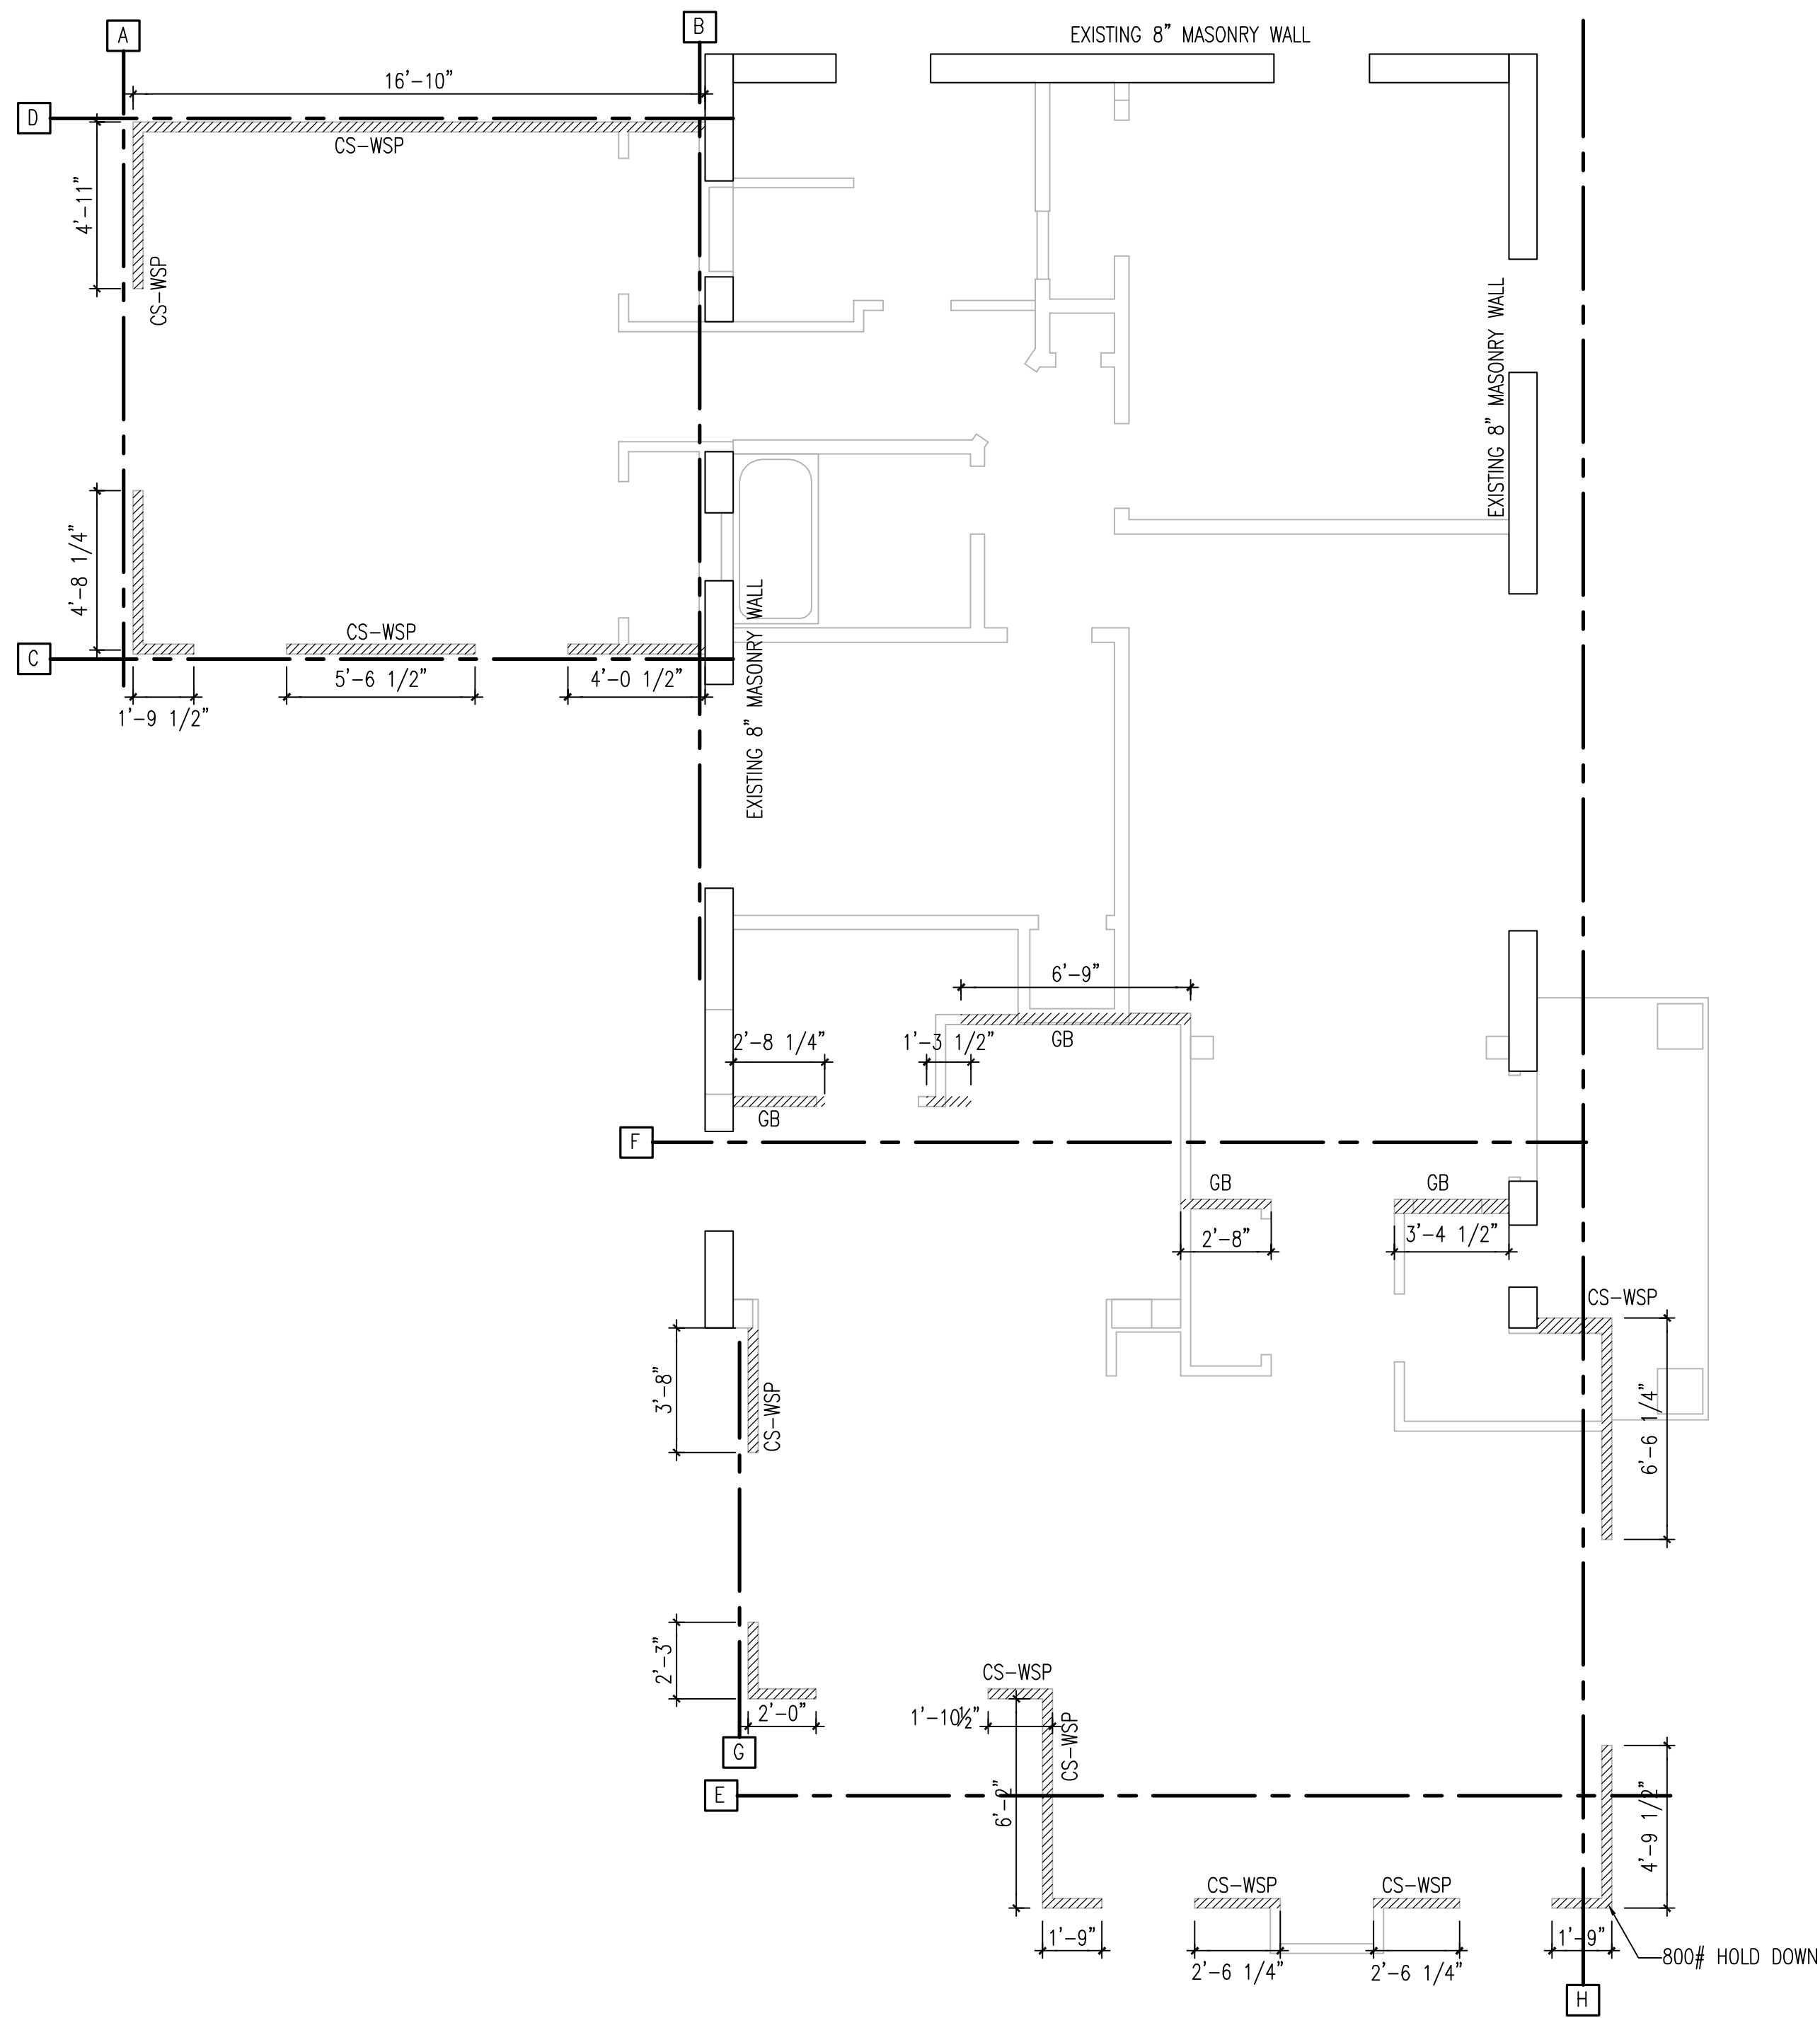 A
B
EXISTING 8" MASONRY WALL
16'-10"
D
CS-WSP
4'-11"
CS-WSP
EXISTING 8" MASONRY WALL
4'-8 1/4"
CS-WSP
C
5'-6 1/2"
4'-0 1/2"
1'-9 1/2"
EXISTING 8" MASONRY WALL
6'-9"
2'-8 1/4"
1'-3 1/2"
GB
GB
F
GB
GB
2'-8"
3'-4 1/2"
CS-WSP
3'-8"
CS-WSP
6'-6 1/4"
2'-3"
CS-WSP
2'-0"
1'-10½"
CS-WSP
G
E
6'-2"
4'-9 1/2"
CS-WSP
CS-WSP
1'-9"
1'-9"
2'-6 1/4"
2'-6 1/4"
800# HOLD DOWN
H